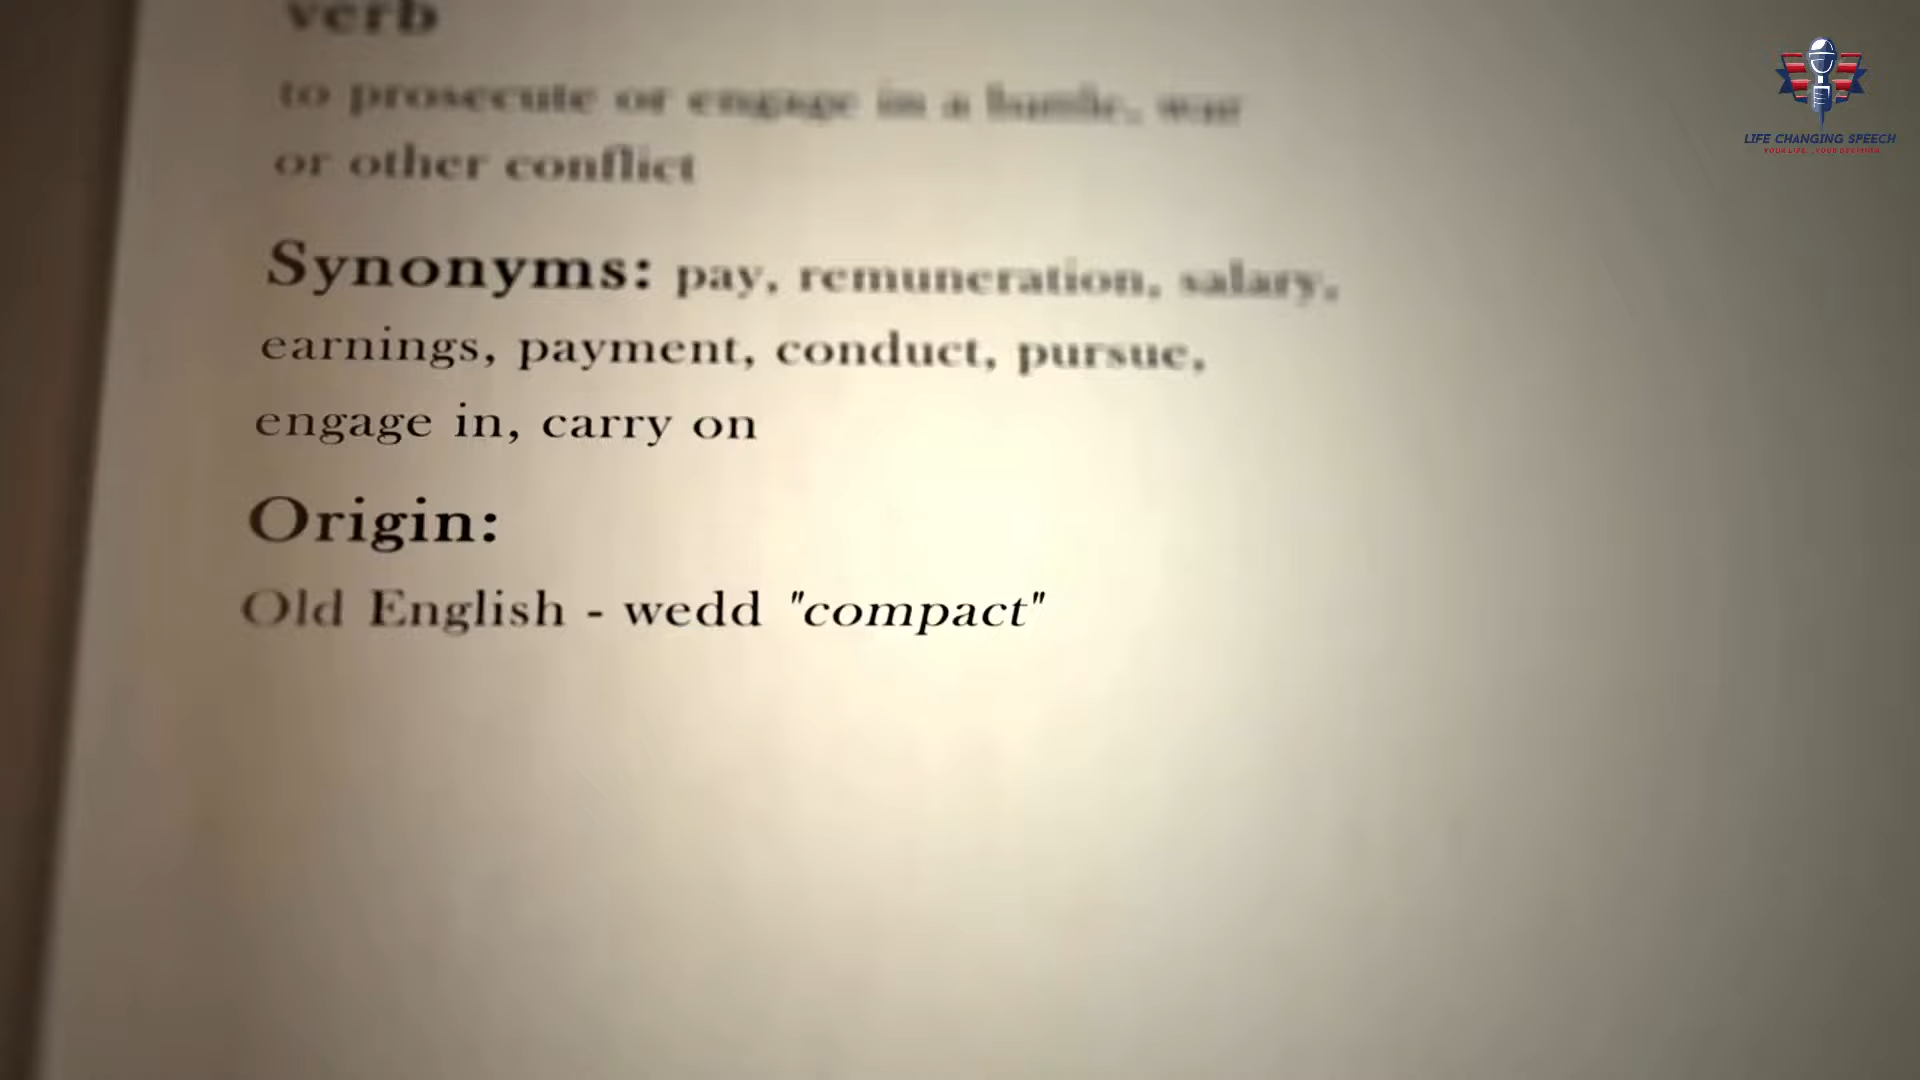 verb
to prosecute or engage in a battle, war
or other conflict
Synonyms: pay, remuneration, salary,
earnings, payment, conduct, pursue,
engage in, carry on
Origin:
Old English - wedd "compact"
LIFE CHANGING SPEECH